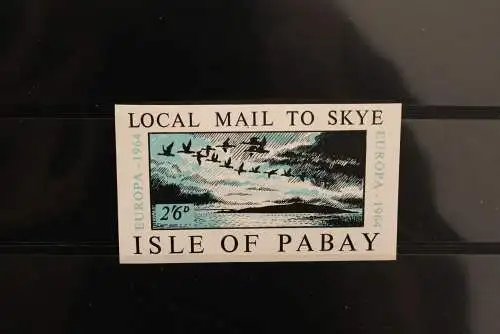 LOCAL MAIL TO SKYE
EUROPA - 1964
2/6D
EUROPA - 1964
ISLE OF PABAY